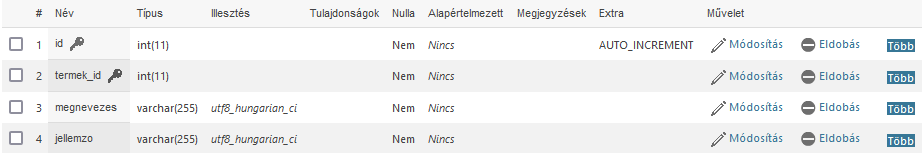 # Név Típus Illesztés Tulajdonságok Nulla Alapértelmezett Megjegyzések Extra Művelet
1 id int(11) Nem Nincs AUTO_INCREMENT Módosítás Eldobás Több
2 termek_id int(11) Nem Nincs Módosítás Eldobás Több
3 megnevezes varchar(255) utf8_hungarian_ci Nem Nincs Módosítás Eldobás Több
4 jellemzo varchar(255) utf8_hungarian_ci Nem Nincs Módosítás Eldobás Több